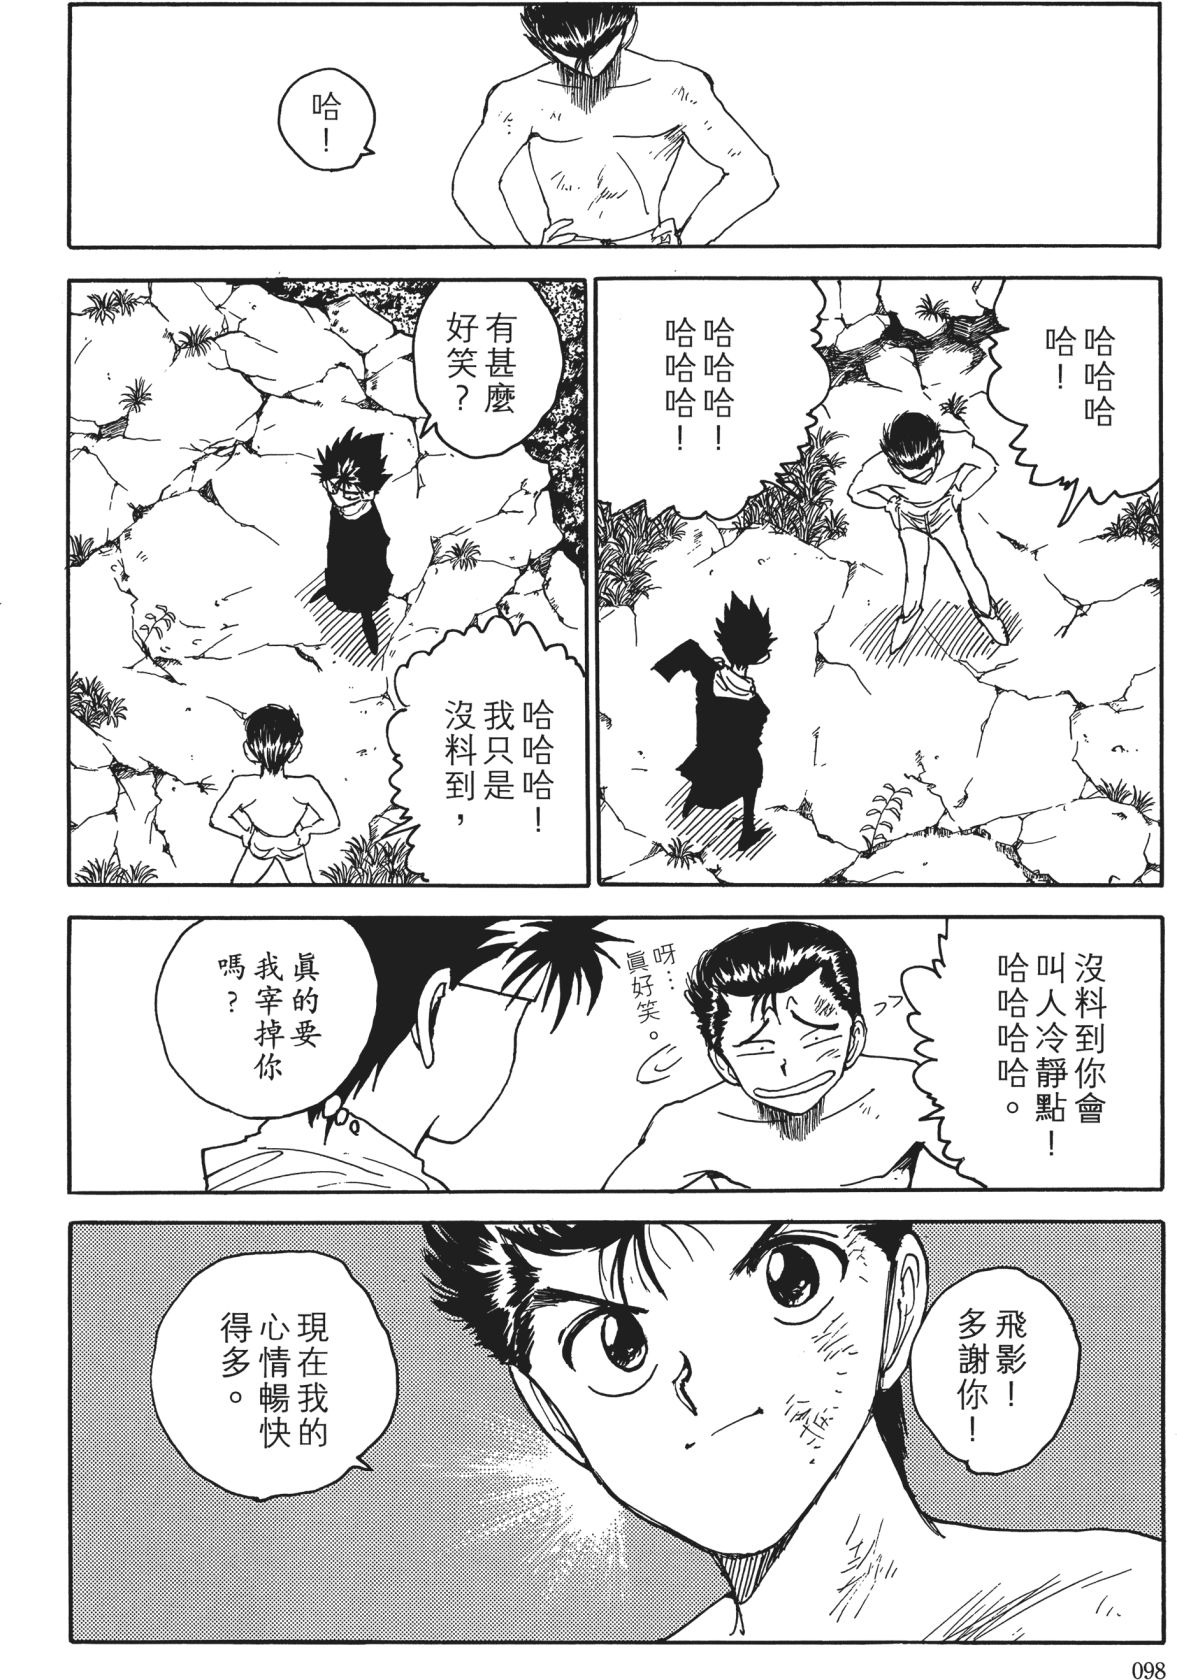 哈！
哈哈哈
哈！
哈哈哈哈！
哈哈哈哈！
有甚麼
好笑？
哈哈哈！
我只是
沒料到，
沒料到你會
叫人冷靜點！
哈哈哈哈。
呀…
眞好笑。
眞的要
我宰掉你
嗎？
飛影！
多謝你！
現在我的
心情暢快
得多。
098